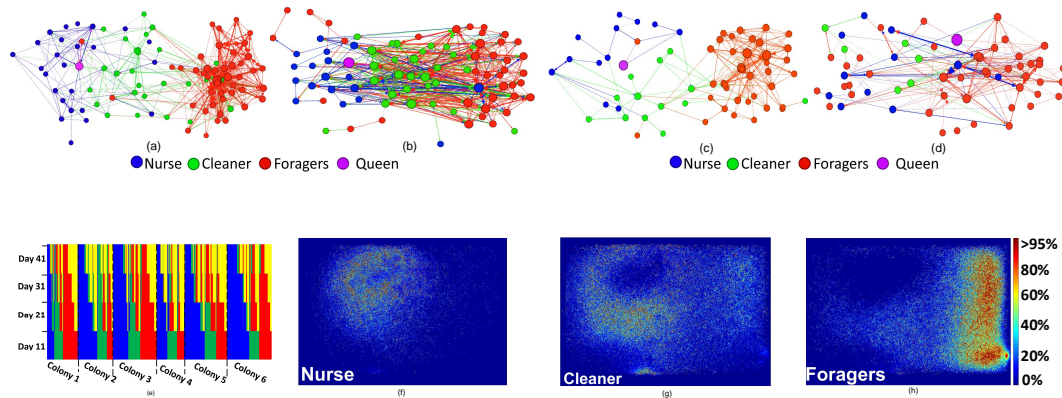 (a)
(b)
(c)
(d)
Nurse Cleaner Foragers Queen
Nurse Cleaner Foragers Queen
Day 41
Day 31
Day 21
Day 11
Colony 1
Colony 2
Colony 3
Colony 4
Colony 5
Colony 6
(e)
Nurse
(f)
Cleaner
(g)
Foragers
(h)
>95%
80%
60%
40%
20%
0%